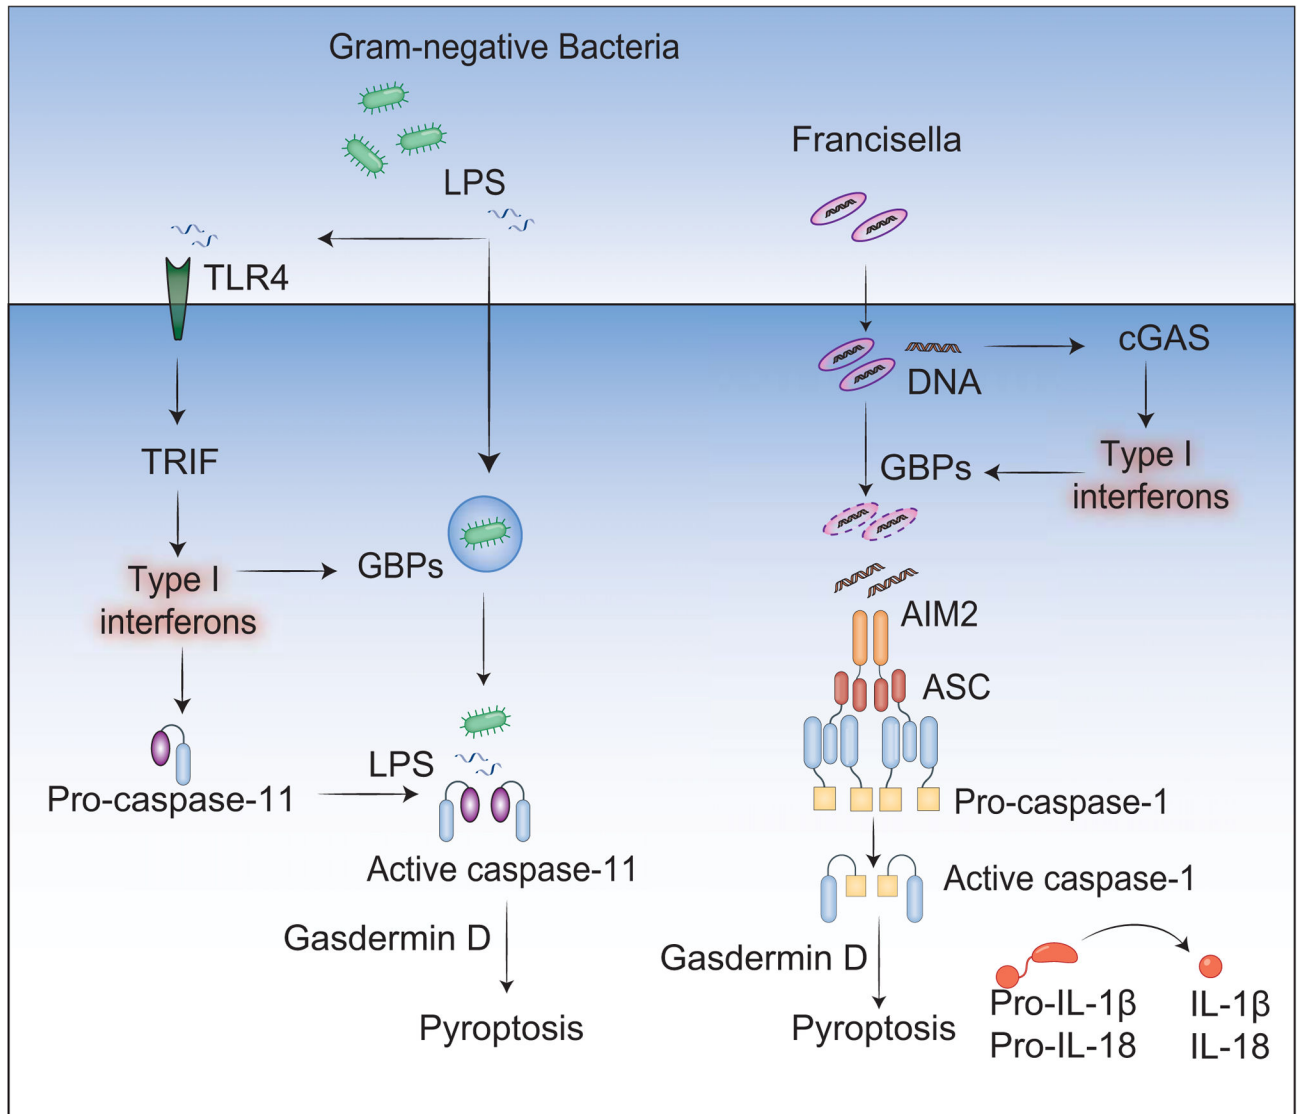 Gram-negative Bacteria
LPS
TLR4
TRIF
Type I
interferons
GBPs
Pro-caspase-11
LPS
Active caspase-11
Gasdermin D
Pyroptosis
Francisella
DNA
cGAS
Type I
interferons
GBPs
AIM2
ASC
Pro-caspase-1
Active caspase-1
Gasdermin D
Pyroptosis
Pro-IL-1β
Pro-IL-18
IL-1β
IL-18